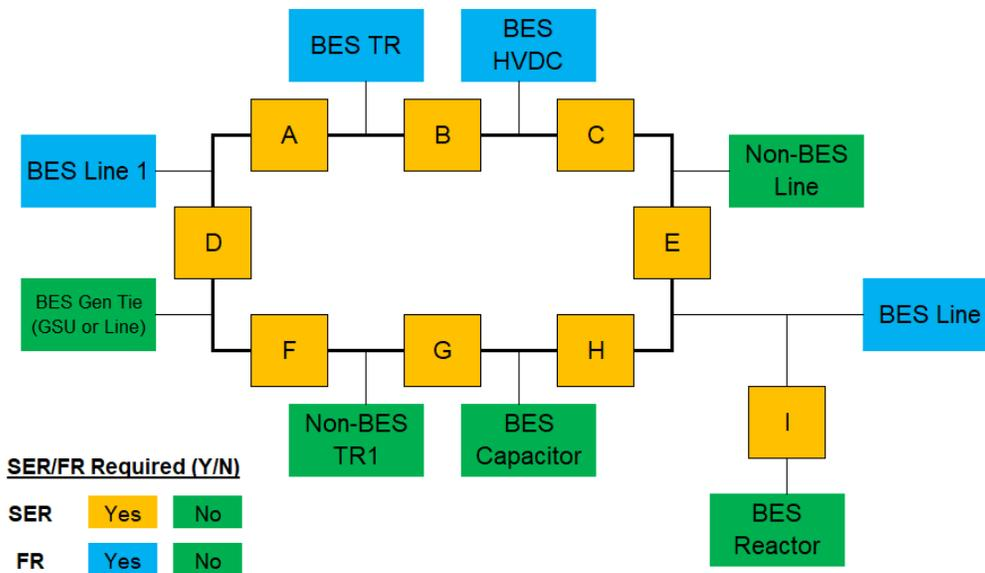 BES TR
BES
HVDC
A
B
C
BES Line 1
Non-BES
Line
D
E
BES Gen Tie
(GSU or Line)
BES Line
F
G
H
I
Non-BES
TR1
BES
Capacitor
BES
Reactor
SER/FR Required (Y/N)
SER Yes No
FR Yes No